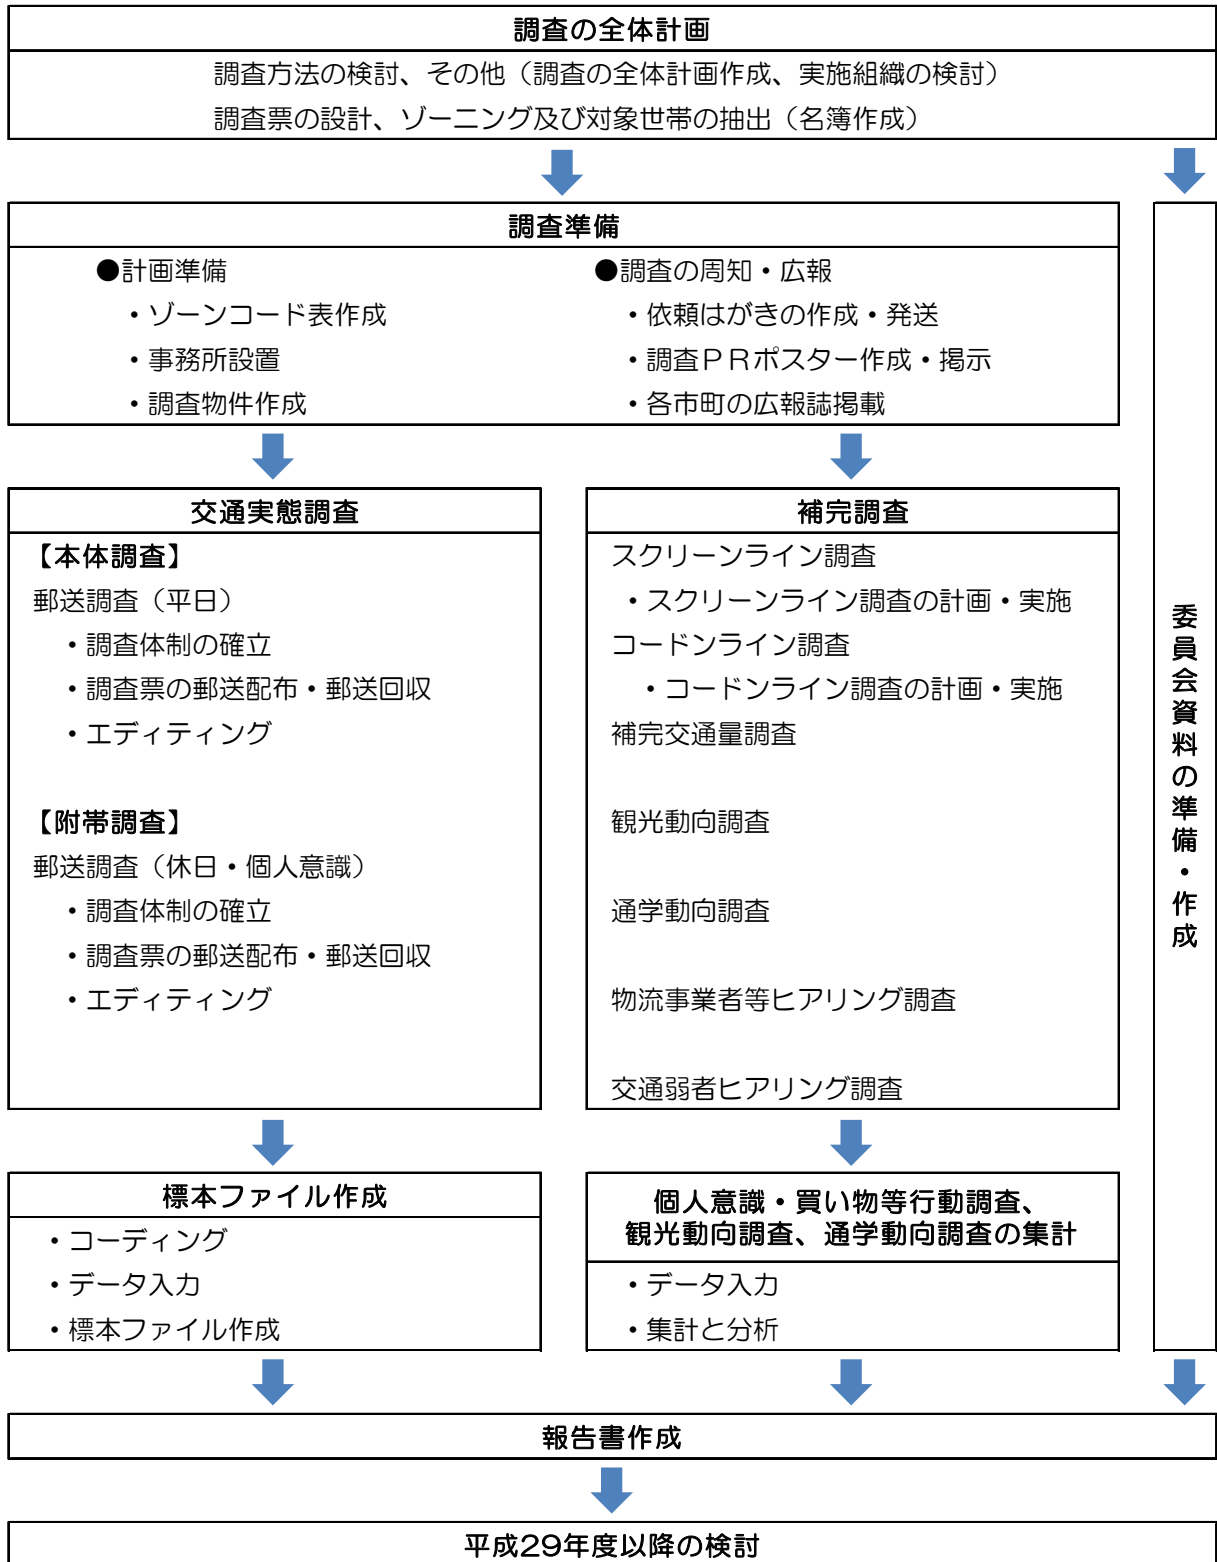 調査の全体計画
調査方法の検討、その他（調査の全体計画作成、実施組織の検討）
調査票の設計、ゾーニング及び対象世帯の抽出（名簿作成）
調査準備
●計画準備
・ゾーンコード表作成
・事務所設置
・調査物件作成
●調査の周知・広報
・依頼はがきの作成・発送
・調査ＰＲポスター作成・掲示
・各市町の広報誌掲載
交通実態調査
【本体調査】
郵送調査（平日）
・調査体制の確立
・調査票の郵送配布・郵送回収
・エディティング
【附帯調査】
郵送調査（休日・個人意識）
・調査体制の確立
・調査票の郵送配布・郵送回収
・エディティング
補完調査
スクリーンライン調査
・スクリーンライン調査の計画・実施
コードンライン調査
・コードンライン調査の計画・実施
補完交通量調査
観光動向調査
通学動向調査
物流事業者等ヒアリング調査
交通弱者ヒアリング調査
委員会資料の準備・作成
標本ファイル作成
・コーディング
・データ入力
・標本ファイル作成
個人意識・買い物等行動調査、
観光動向調査、通学動向調査の集計
・データ入力
・集計と分析
報告書作成
平成29年度以降の検討